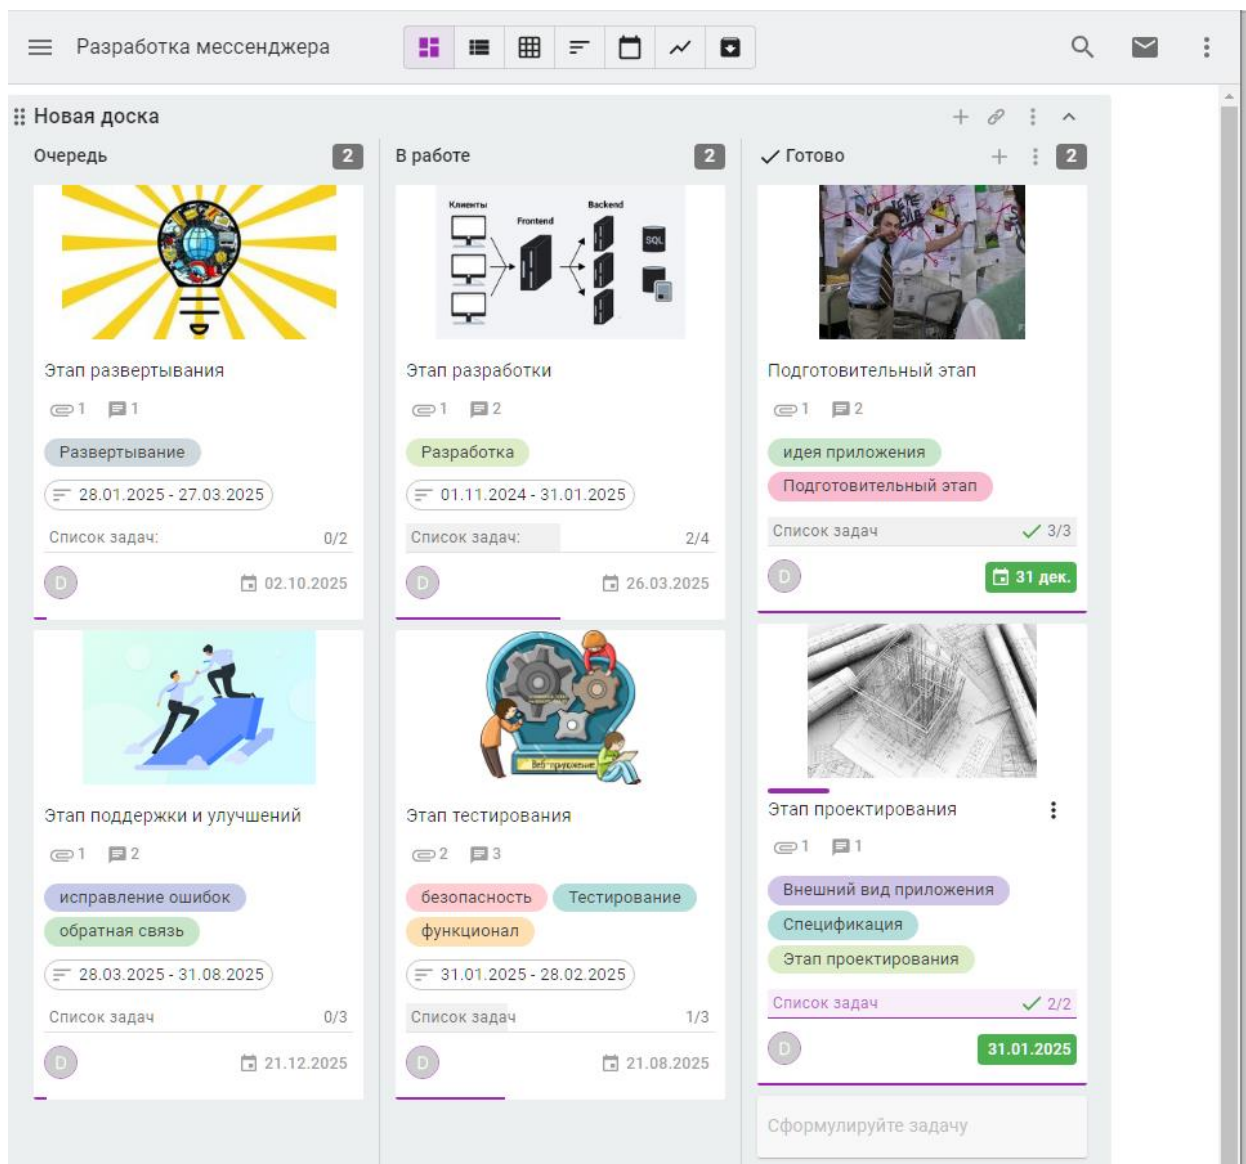 Разработка мессенджера
Новая доска
Очередь
2
Этап развертывания
1
1
Развертывание
28.01.2025 - 27.03.2025
Список задач:
0/2
D
02.10.2025
Этап поддержки и улучшений
1
2
исправление ошибок
обратная связь
28.03.2025 - 31.08.2025
Список задач
0/3
D
21.12.2025
В работе
2
Клиенты
Frontend
Backend
SQL
Этап разработки
1
2
Разработка
01.11.2024 - 31.01.2025
Список задач:
2/4
D
26.03.2025
Веб-приложение
Этап тестирования
2
3
безопасность
Тестирование
функционал
31.01.2025 - 28.02.2025
Список задач
1/3
D
21.08.2025
Готово
2
Подготовительный этап
1
2
идея приложения
Подготовительный этап
Список задач
3/3
D
31 дек.
Этап проектирования
1
1
Внешний вид приложения
Спецификация
Этап проектирования
Список задач
2/2
D
31.01.2025
Сформулируйте задачу